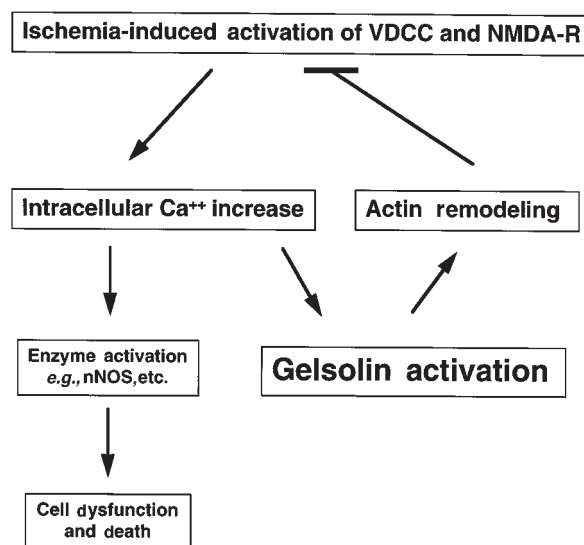 Ischemia-induced activation of VDCC and NMDA-R
Intracellular Ca++ increase
Actin remodeling
Enzyme activation
e.g., nNOS, etc.
Gelsolin activation
Cell dysfunction
and death